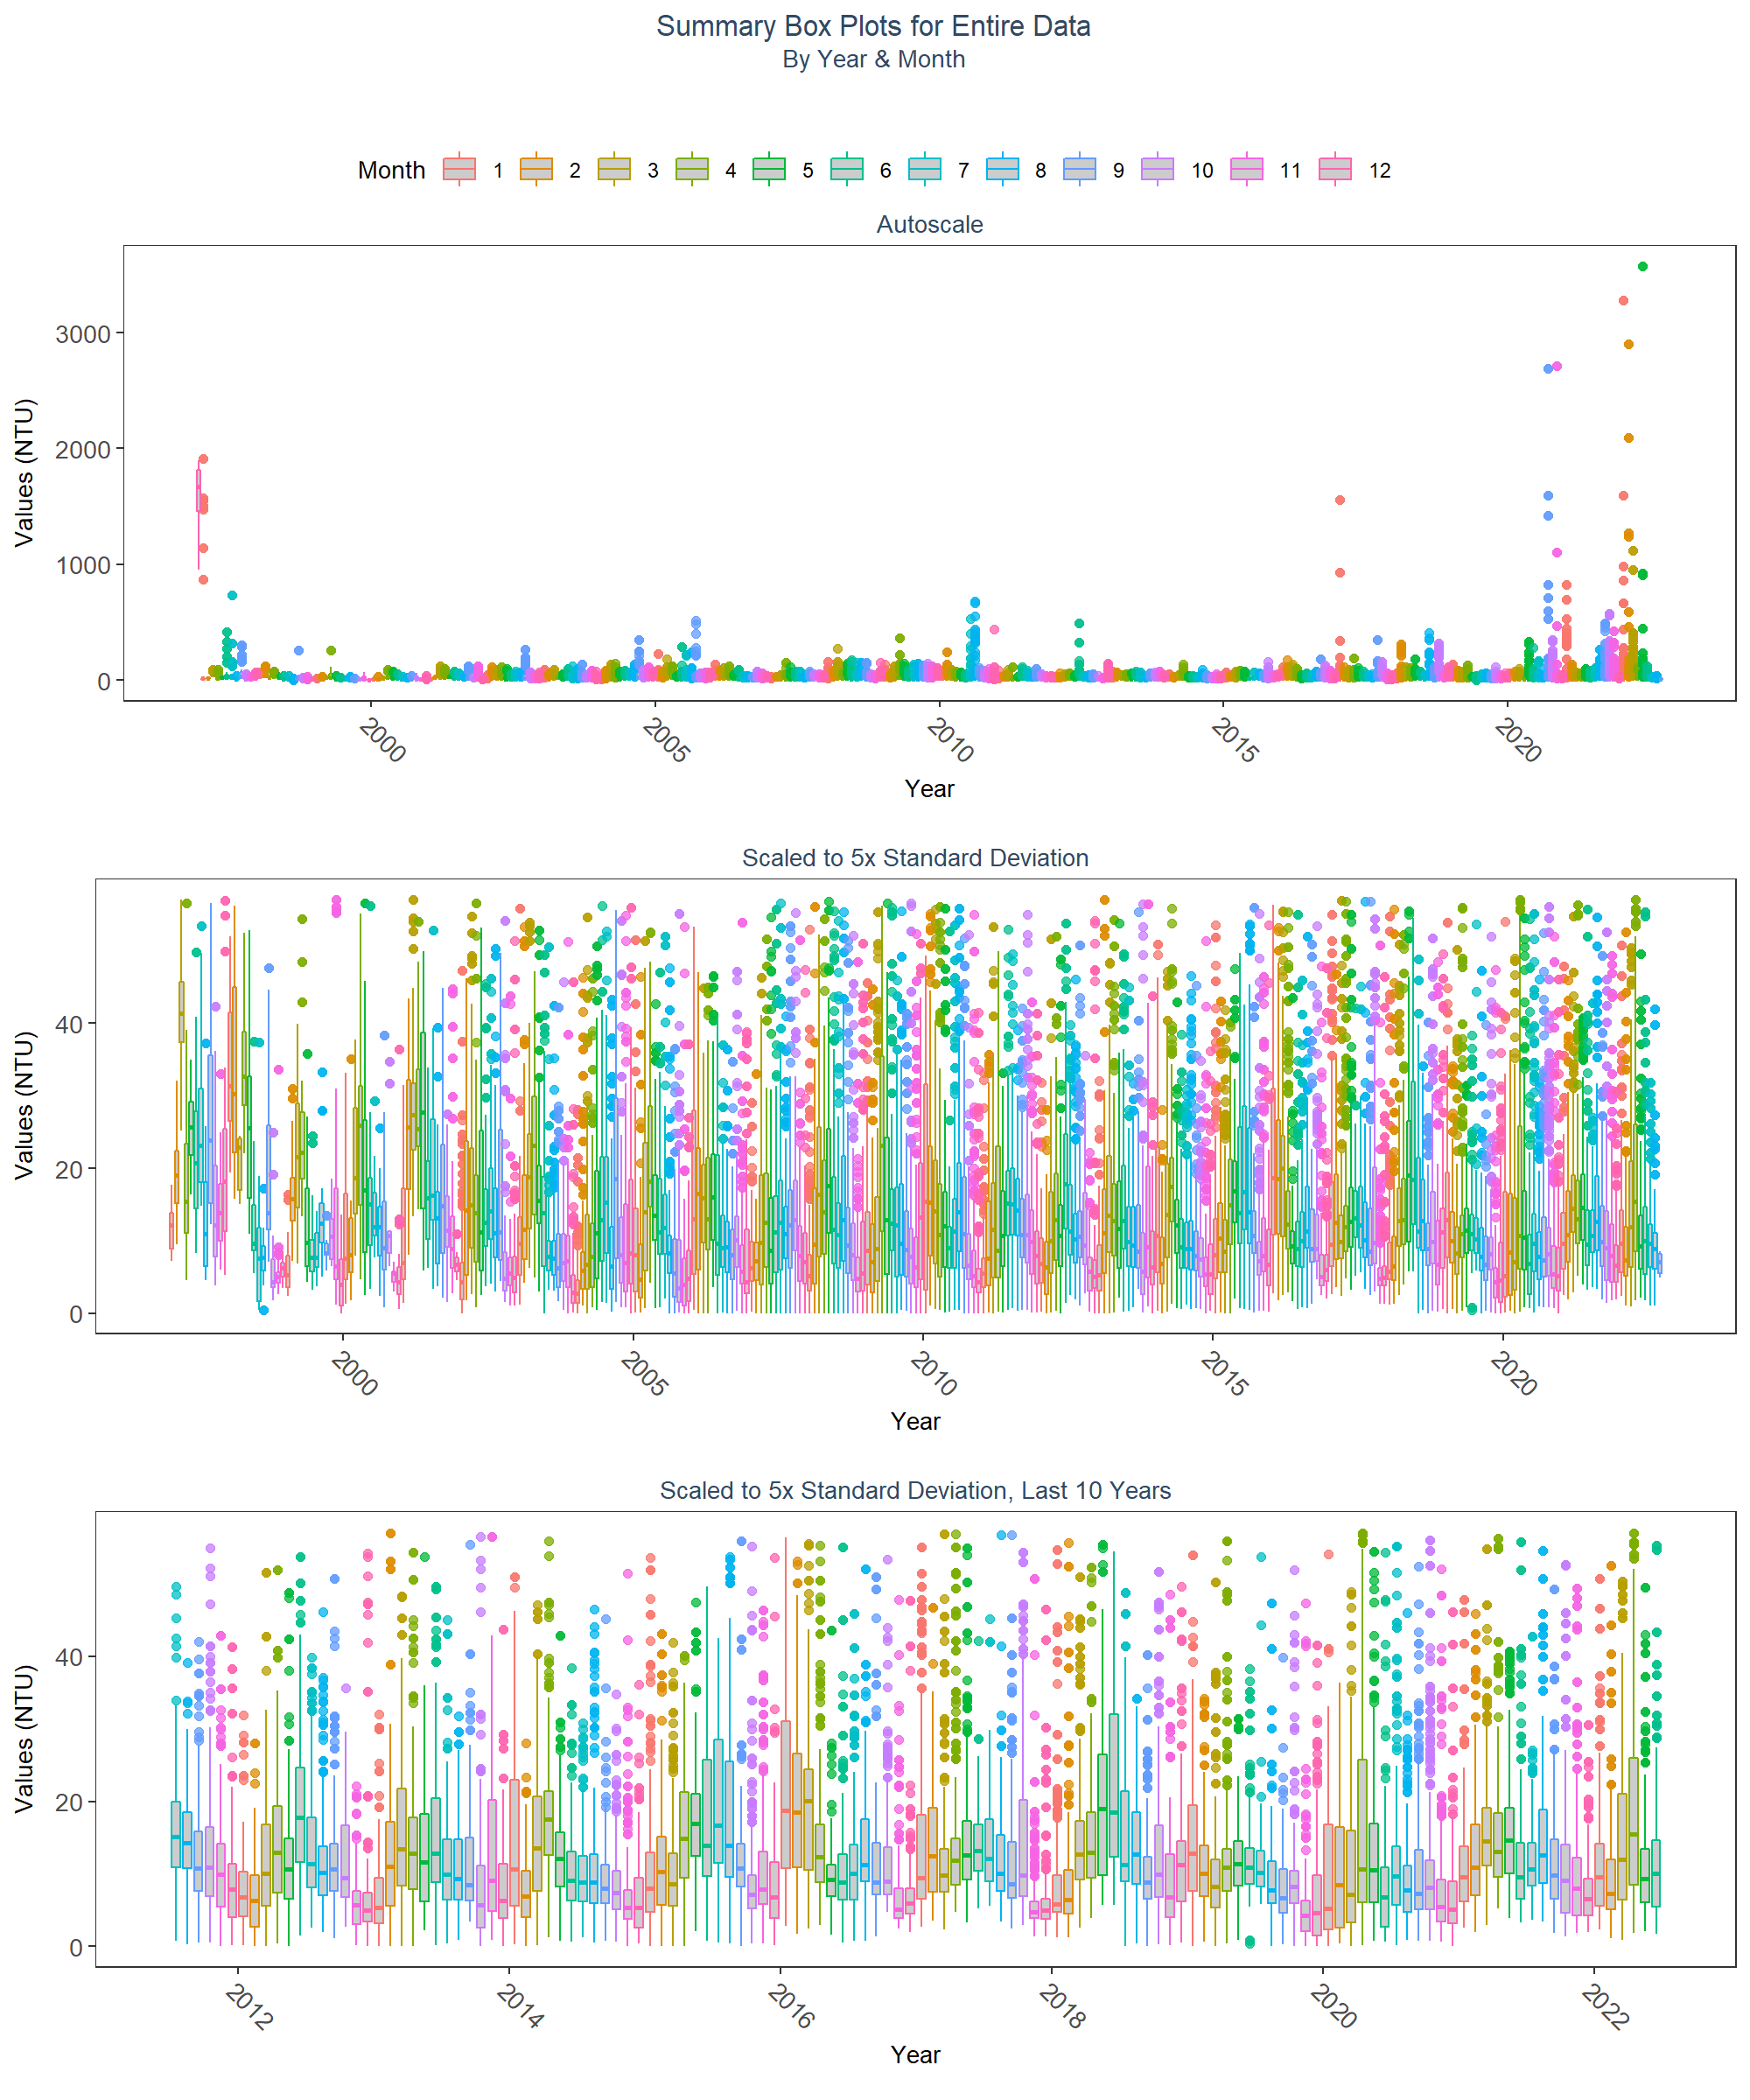 Summary Box Plots for Entire Data
By Year & Month
Month 1 2 3 4 5 6 7 8 9 10 11 12
Autoscale
Values (NTU)
3000
2000
1000
0
2000 2005 2010 2015 2020
Year
Scaled to 5x Standard Deviation
Values (NTU)
40
20
0
2000 2005 2010 2015 2020
Year
Scaled to 5x Standard Deviation, Last 10 Years
Values (NTU)
40
20
0
2012 2014 2016 2018 2020 2022
Year